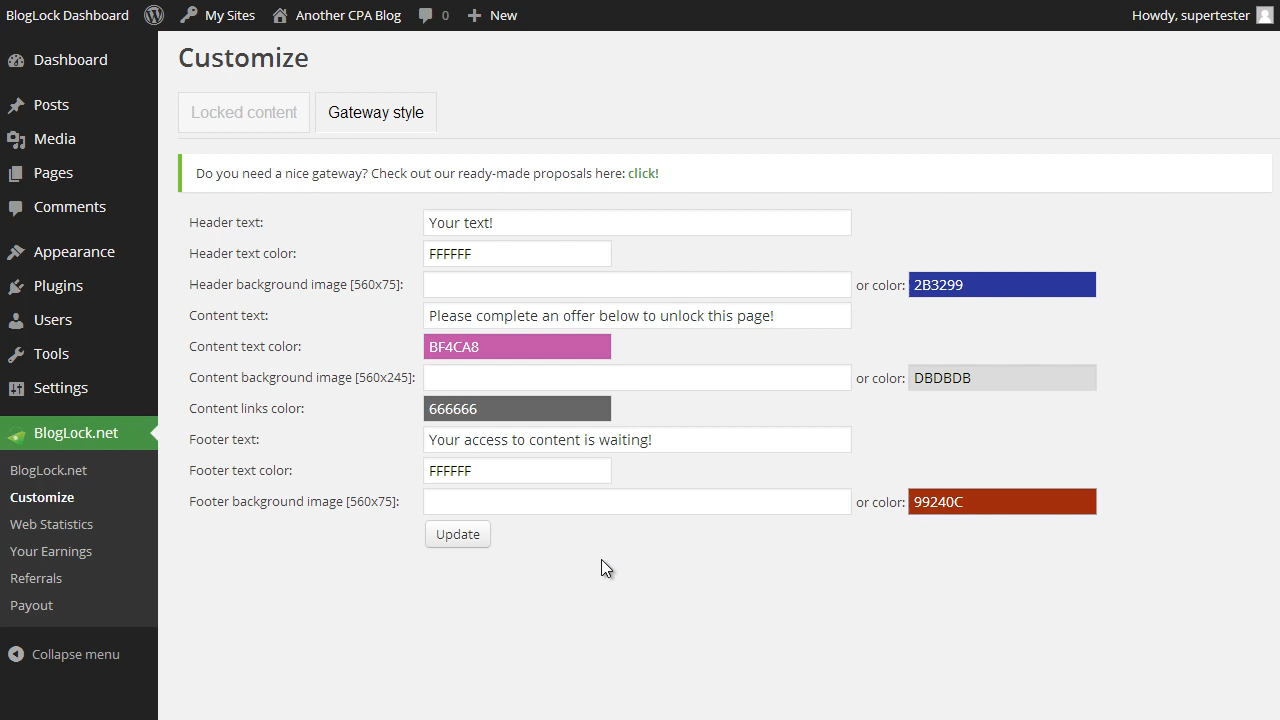 BlogLock Dashboard My Sites Another CPA Blog 0 New Howdy, supertester
Dashboard
Posts
Media
Pages
Comments
Appearance
Plugins
Users
Tools
Settings
BlogLock.net
BlogLock.net
Customize
Web Statistics
Your Earnings
Referrals
Payout
Collapse menu
Customize
Locked content Gateway style
Do you need a nice gateway? Check out our ready-made proposals here: click!
Header text: Your text!
Header text color: FFFFFF
Header background image [560x75]: or color: 2B3299
Content text: Please complete an offer below to unlock this page!
Content text color: BF4CA8
Content background image [560x245]: or color: DBDBDB
Content links color: 666666
Footer text: Your access to content is waiting!
Footer text color: FFFFFF
Footer background image [560x75]: or color: 99240C
Update